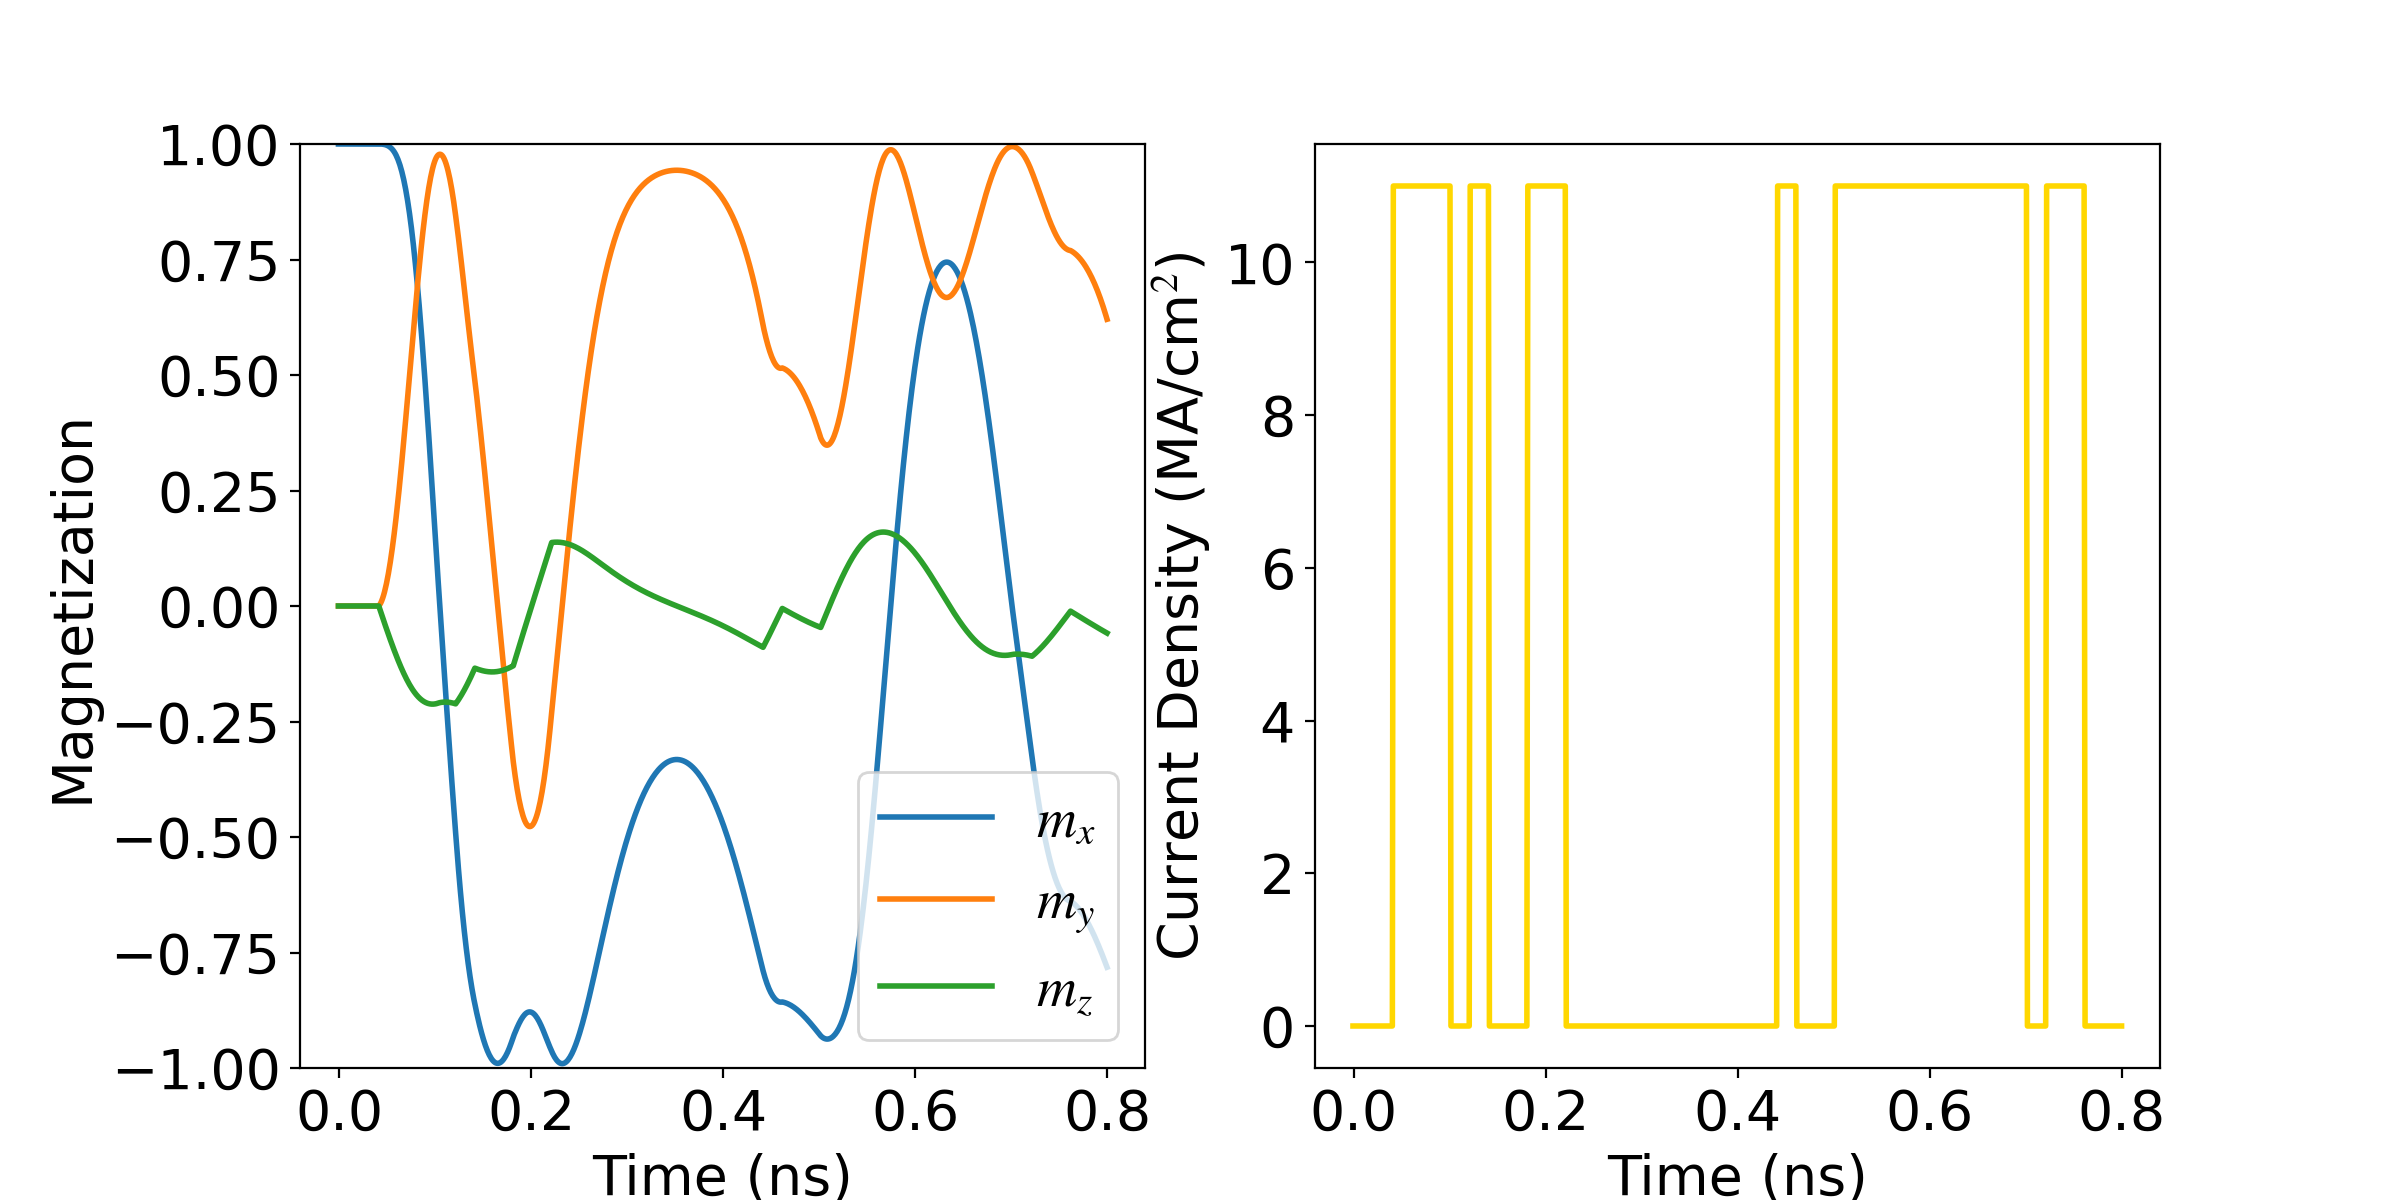 Magnetization
1.00
0.75
0.50
0.25
0.00
−0.25
−0.50
−0.75
−1.00
0.0 0.2 0.4 0.6 0.8
Time (ns)
m_x
m_y
m_z
Current Density (MA/cm²)
10
8
6
4
2
0
0.0 0.2 0.4 0.6 0.8
Time (ns)